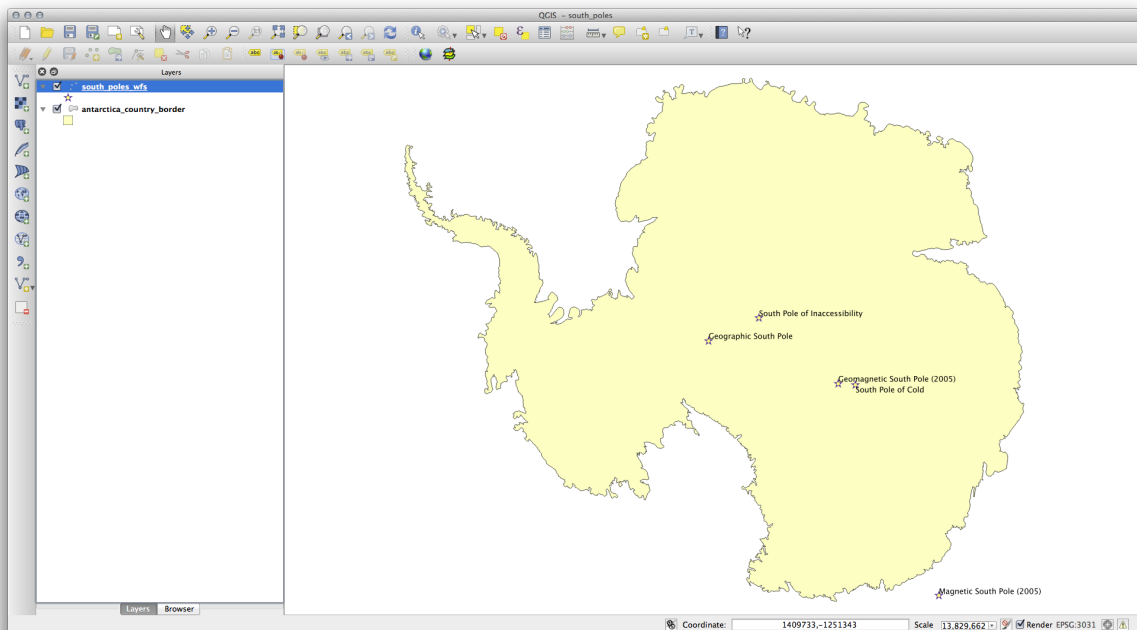 QGIS - south_poles
Layers
south_poles_wfs
antarctica_country_border
South Pole of Inaccessibility
Geographic South Pole
Geomagnetic South Pole (2005)
South Pole of Cold
Magnetic South Pole (2005)
Layers Browser
Coordinate: 1409733,-1251343 Scale 13,829,662 Render EPSG:3031